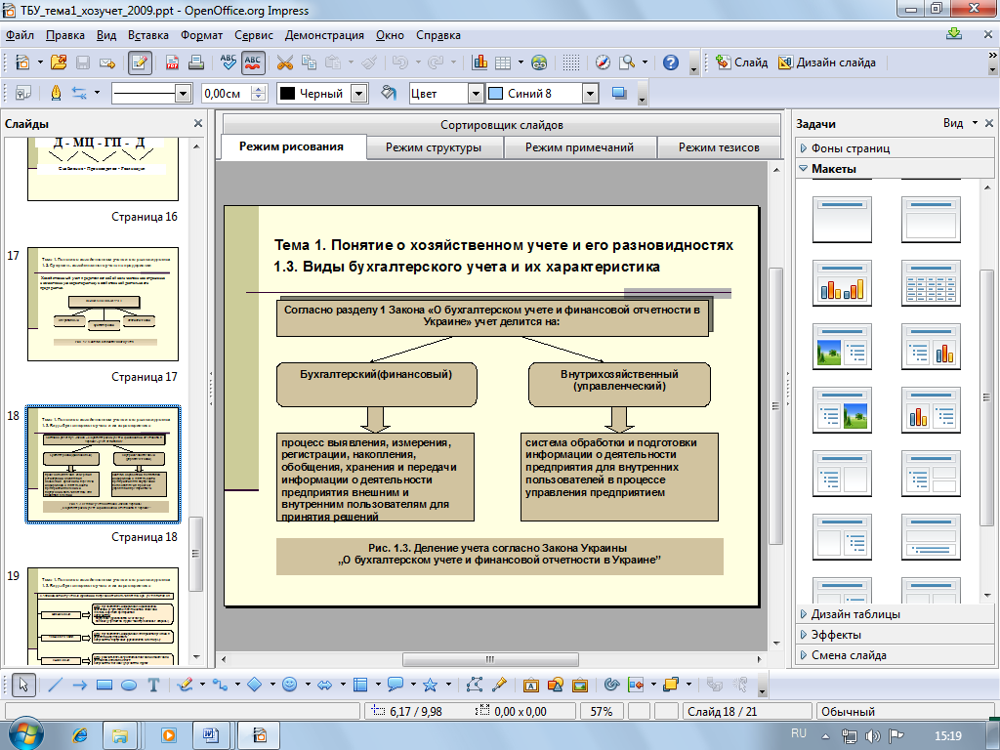 ТБУ_тема1_хозучет_2009.ppt - OpenOffice.org Impress
Файл Правка Вид Вставка Формат Сервис Демонстрация Окно Справка
Слайд Дизайн слайда
0,00см Черный Цвет Синий 8
Слайды
Д - МЦ - ГП - Д
Страница 16
17
Страница 17
18
Страница 18
19
Сортировщик слайдов
Режим рисования Режим структуры Режим примечаний Режим тезисов
Тема 1. Понятие о хозяйственном учете и его разновидностях
1.3. Виды бухгалтерского учета и их характеристика
Согласно разделу 1 Закона «О бухгалтерском учете и финансовой отчетности в
Украине» учет делится на:
Бухгалтерский(финансовый)
процесс выявления, измерения,
регистрации, накопления,
обобщения, хранения и передачи
информации о деятельности
предприятия внешним и
внутренним пользователям для
принятия решений
Внутрихозяйственный
(управленческий)
система обработки и подготовки
информации о деятельности
предприятия для внутренних
пользователей в процессе
управления предприятием
Рис. 1.3. Деление учета согласно Закона Украины
„О бухгалтерском учете и финансовой отчетности в Украине”
Задачи Вид
Фоны страниц
Макеты
Дизайн таблицы
Эффекты
Смена слайда
6,17 / 9,98 0,00 x 0,00 57% Слайд 18 / 21 Обычный
RU 15:19